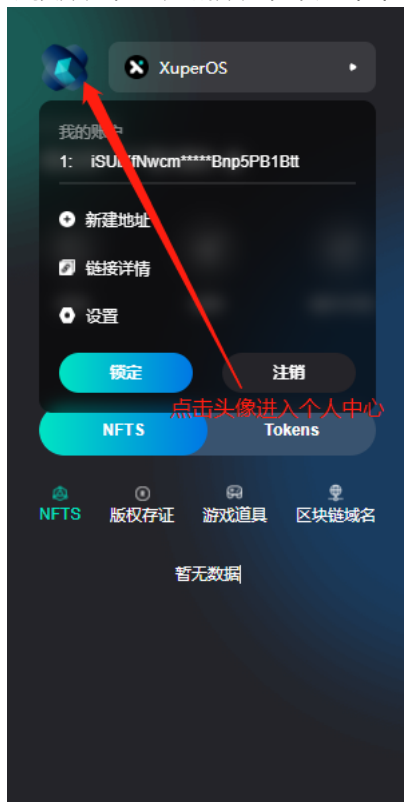 XuperOS
我的账户
1: iSU
fNwcm*****Bnp5PB1Btt
新建地址
链接详情
设置
锁定
注销
点击头像进入个人中心
NFTS
Tokens
NFTS
版权存证
游戏道具
区块链域名
暂无数据